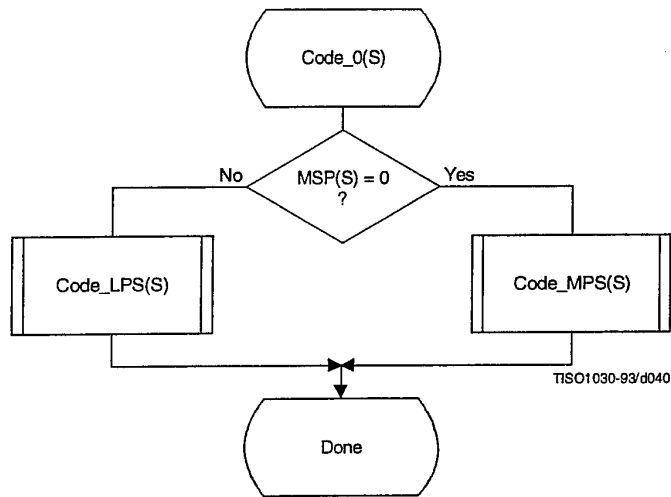 Code_0(S)
No
MSP(S) = 0
?
Yes
Code_LPS(S)
Code_MPS(S)
TISO1030-93/d040
Done